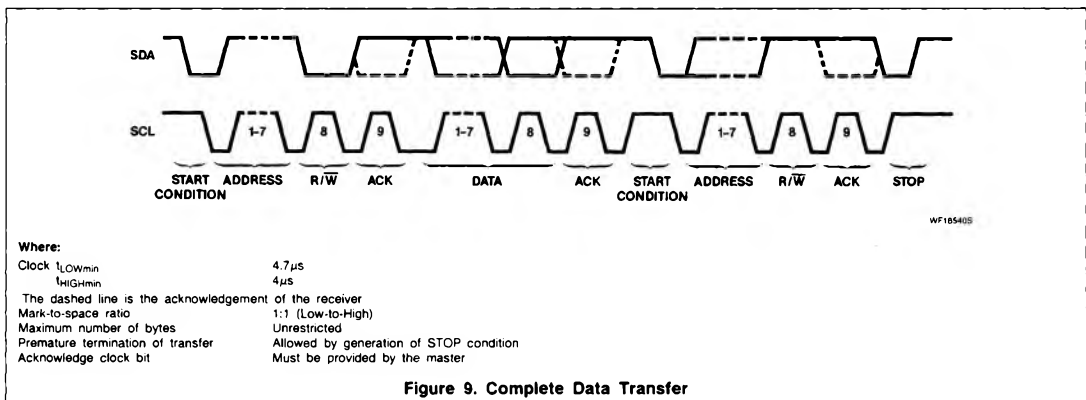 SDA
SCL
1–7 8 9 1–7 8 9 1–7 8 9
START CONDITION ADDRESS R/W̅ ACK DATA ACK START CONDITION ADDRESS R/W̅ ACK STOP
WF18540S
Where:
Clock tLOWmin 4.7μs
tHIGHmin 4μs
The dashed line is the acknowledgement of the receiver
Mark-to-space ratio 1:1 (Low-to-High)
Maximum number of bytes Unrestricted
Premature termination of transfer Allowed by generation of STOP condition
Acknowledge clock bit Must be provided by the master
Figure 9. Complete Data Transfer